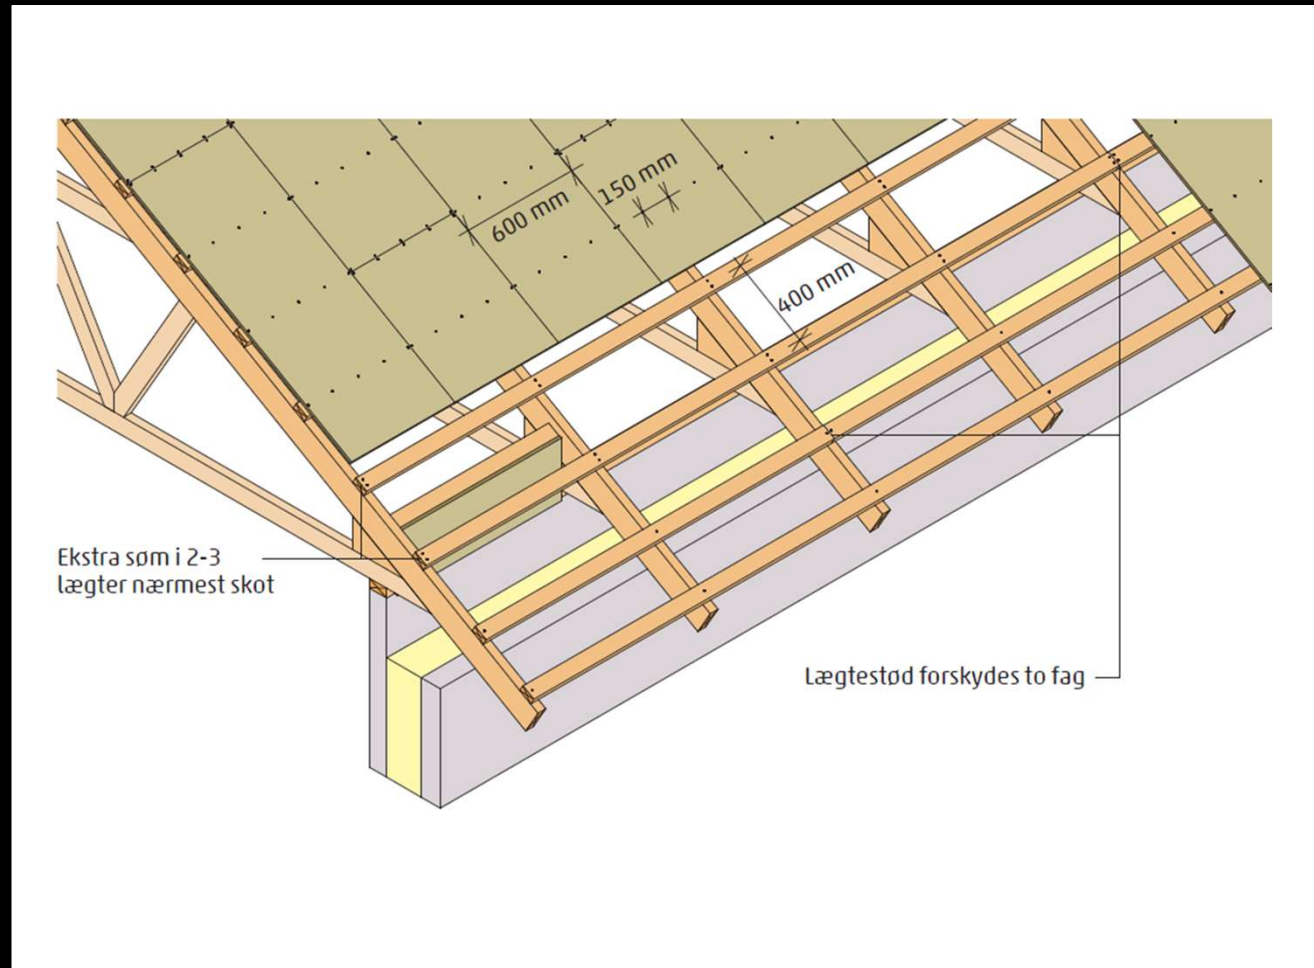 600 mm
150 mm
400 mm
Ekstra søm i 2-3
lægter nærmest skot
Lægtestød forskydes to fag